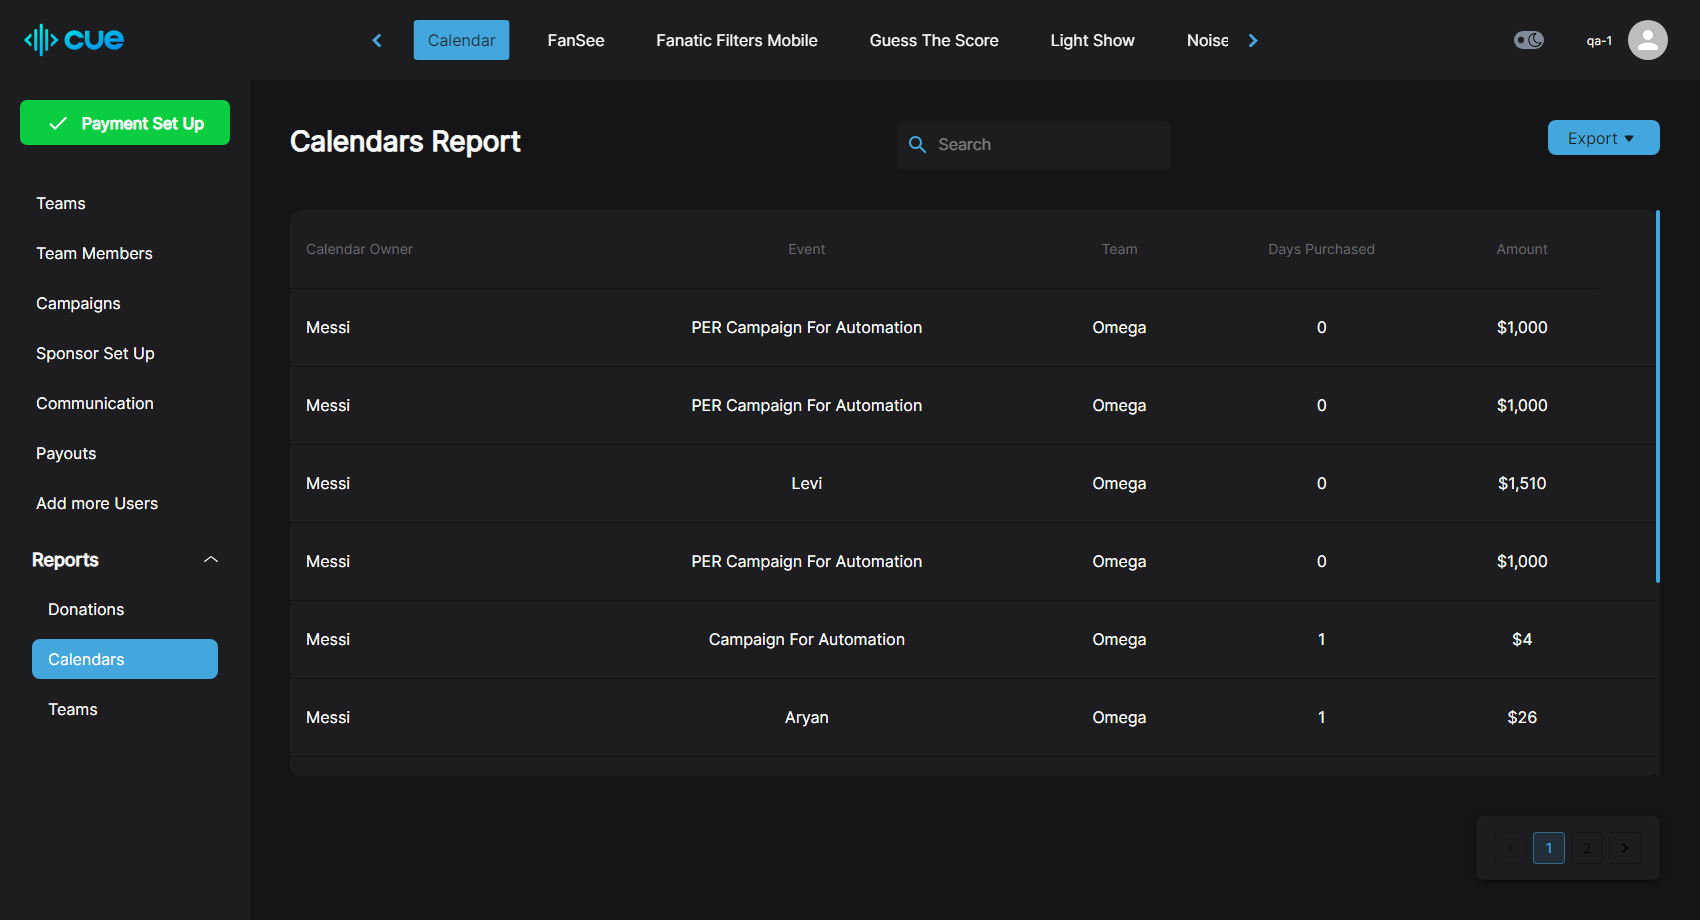 cue
Calendar FanSee Fanatic Filters Mobile Guess The Score Light Show Noise
qa-1
Payment Set Up
Teams
Team Members
Campaigns
Sponsor Set Up
Communication
Payouts
Add more Users
Reports
Donations
Calendars
Teams
Calendars Report
Search
Export
Calendar Owner Event Team Days Purchased Amount
Messi PER Campaign For Automation Omega 0 $1,000
Messi PER Campaign For Automation Omega 0 $1,000
Messi Levi Omega 0 $1,510
Messi PER Campaign For Automation Omega 0 $1,000
Messi Campaign For Automation Omega 1 $4
Messi Aryan Omega 1 $26
1 2